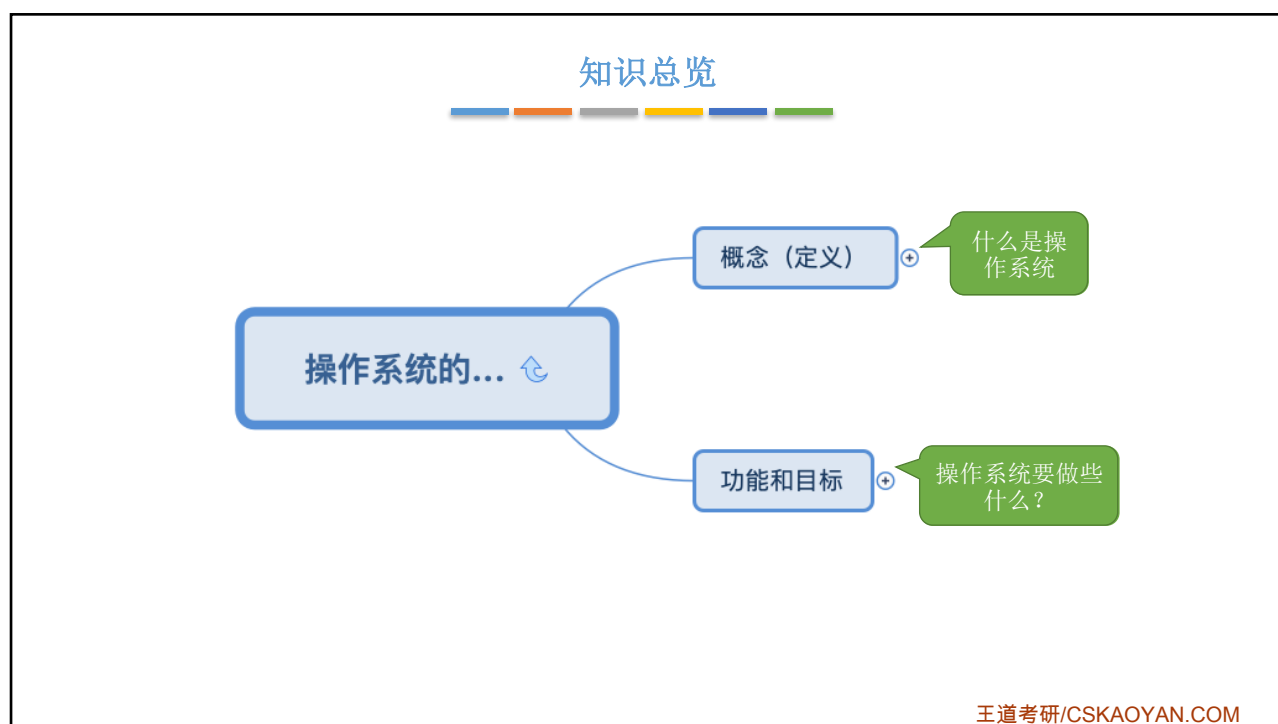 知识总览
概念（定义）
什么是操
作系统
操作系统的...
功能和目标
操作系统要做些
什么？
王道考研/CSKAOYAN.COM